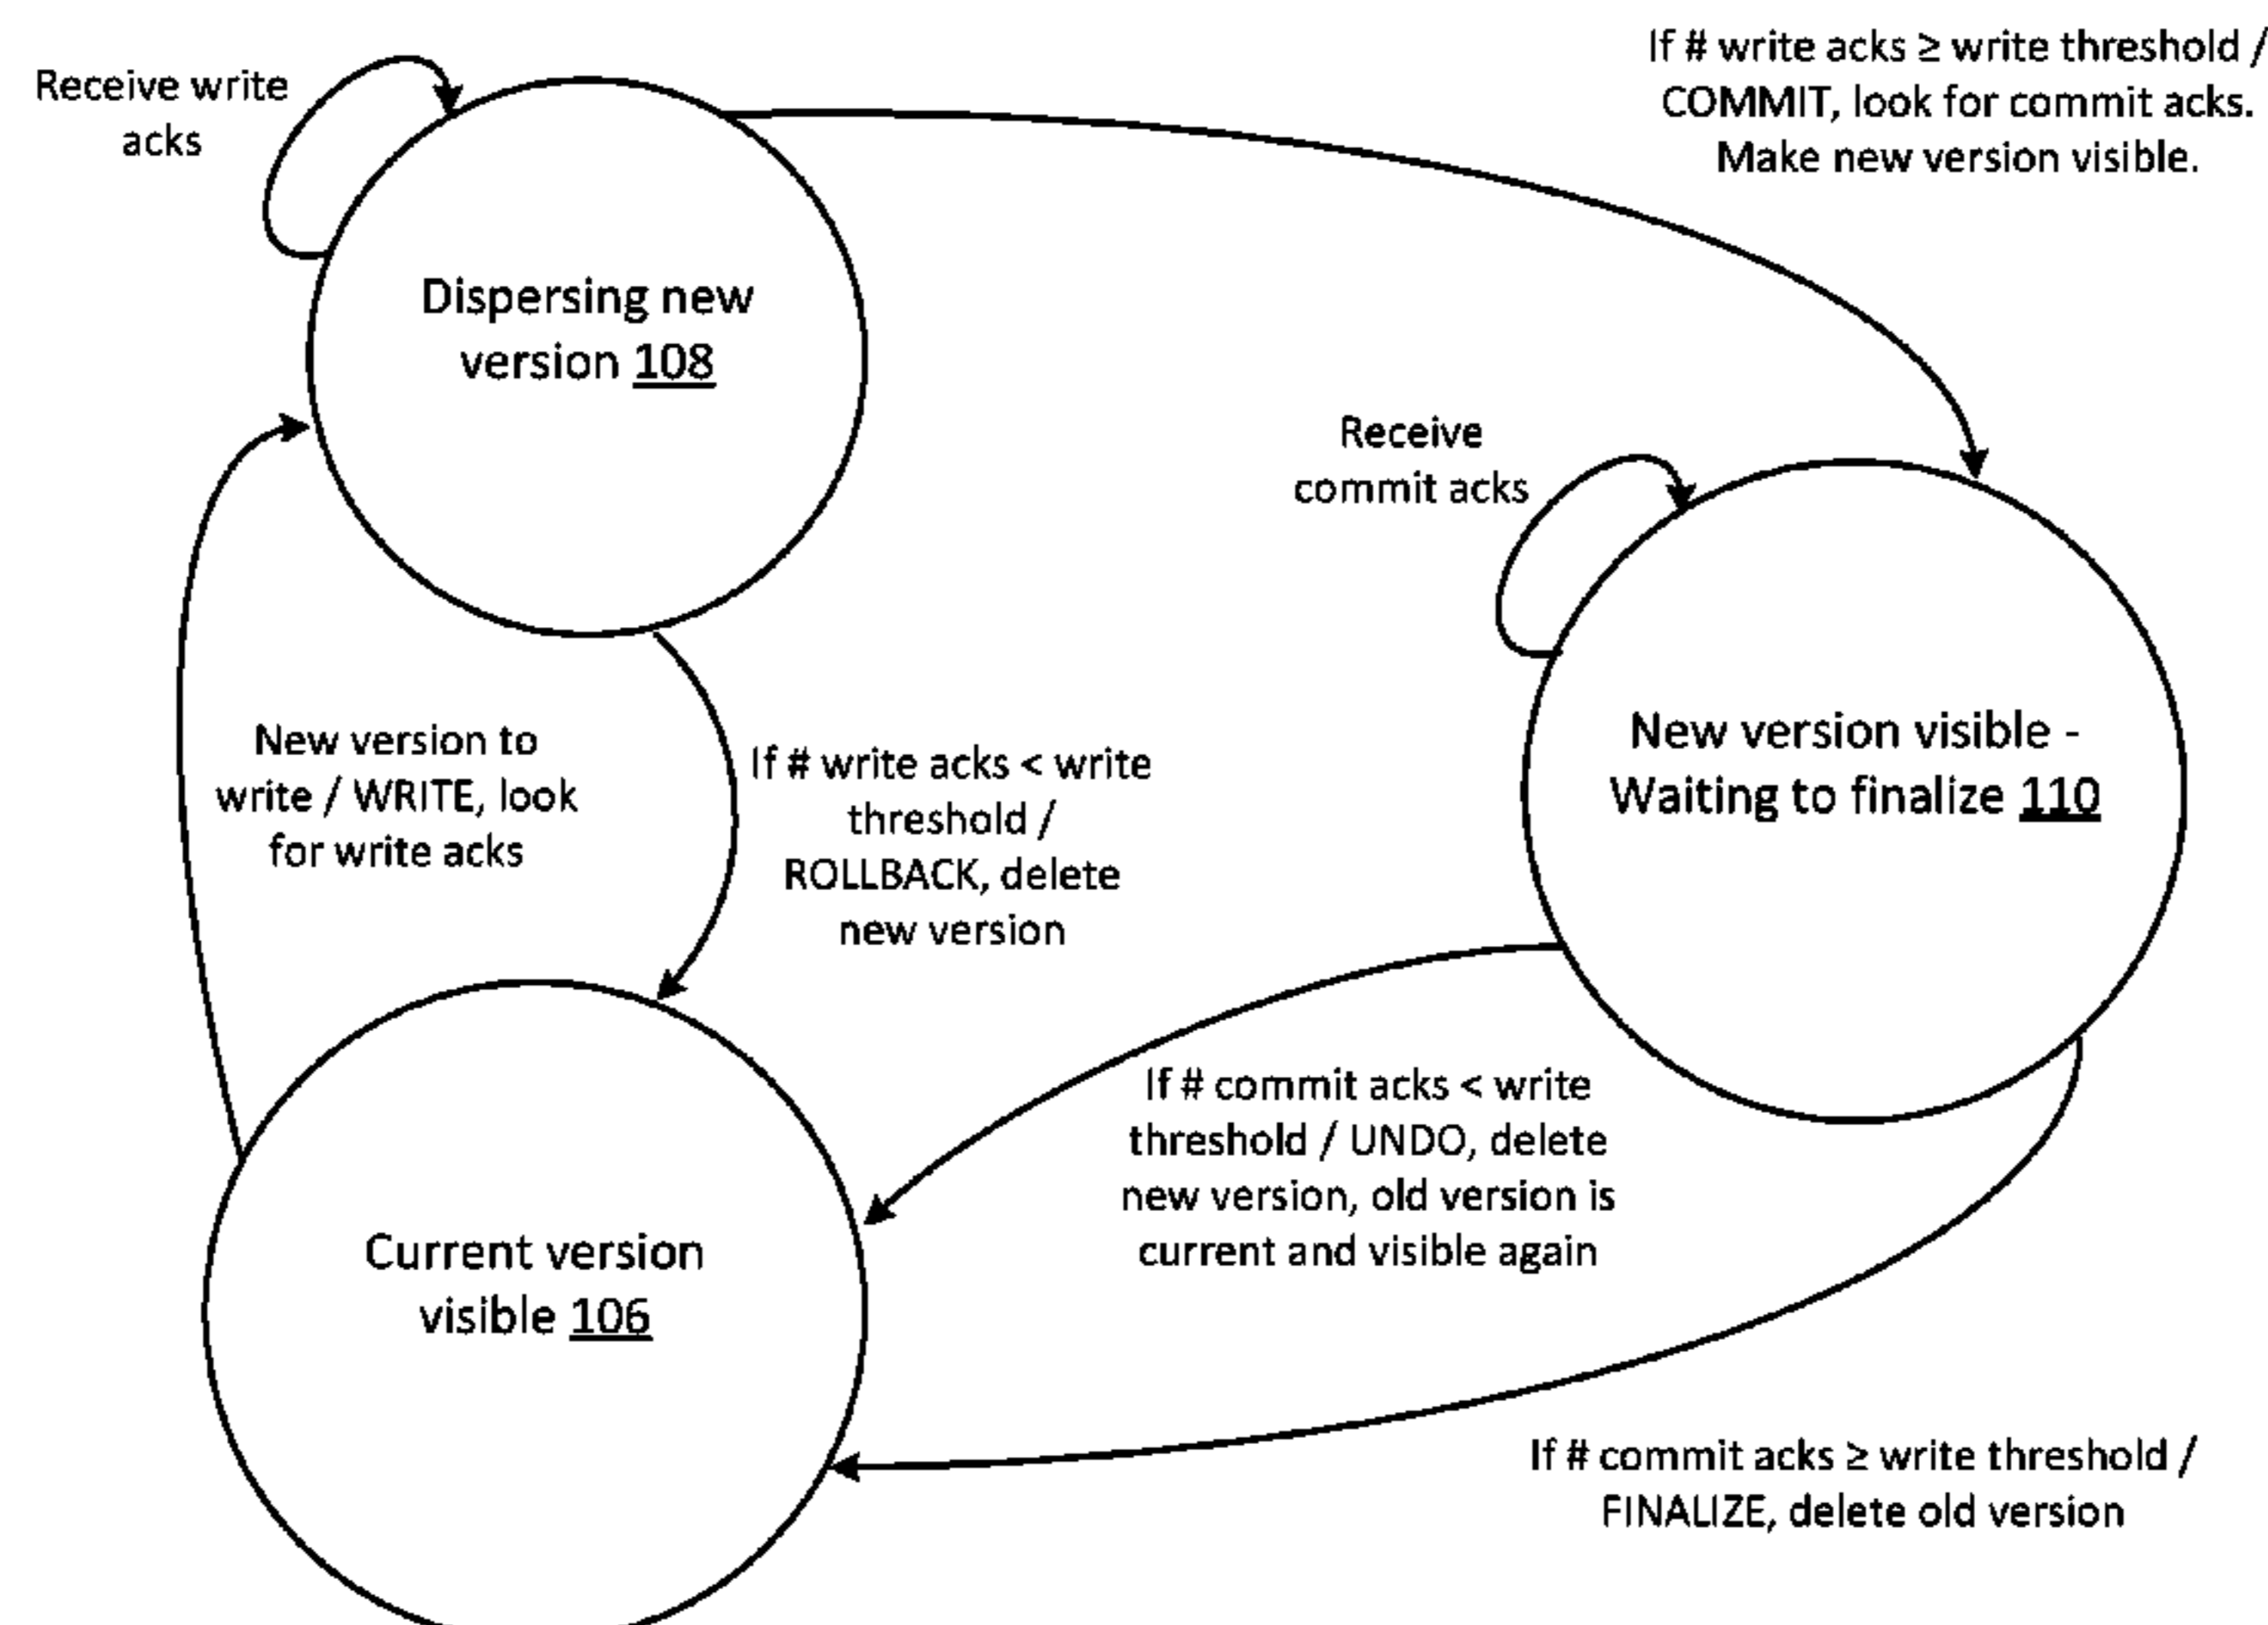 If # write acks ≥ write threshold /
COMMIT, look for commit acks.
Make new version visible.
Receive write
acks
Dispersing new
version 108
Receive
commit acks
New version visible -
Waiting to finalize 110
New version to
write / WRITE, look
for write acks
If # write acks < write
threshold /
ROLLBACK, delete
new version
If # commit acks < write
threshold / UNDO, delete
new version, old version is
current and visible again
Current version
visible 106
If # commit acks ≥ write threshold /
FINALIZE, delete old version